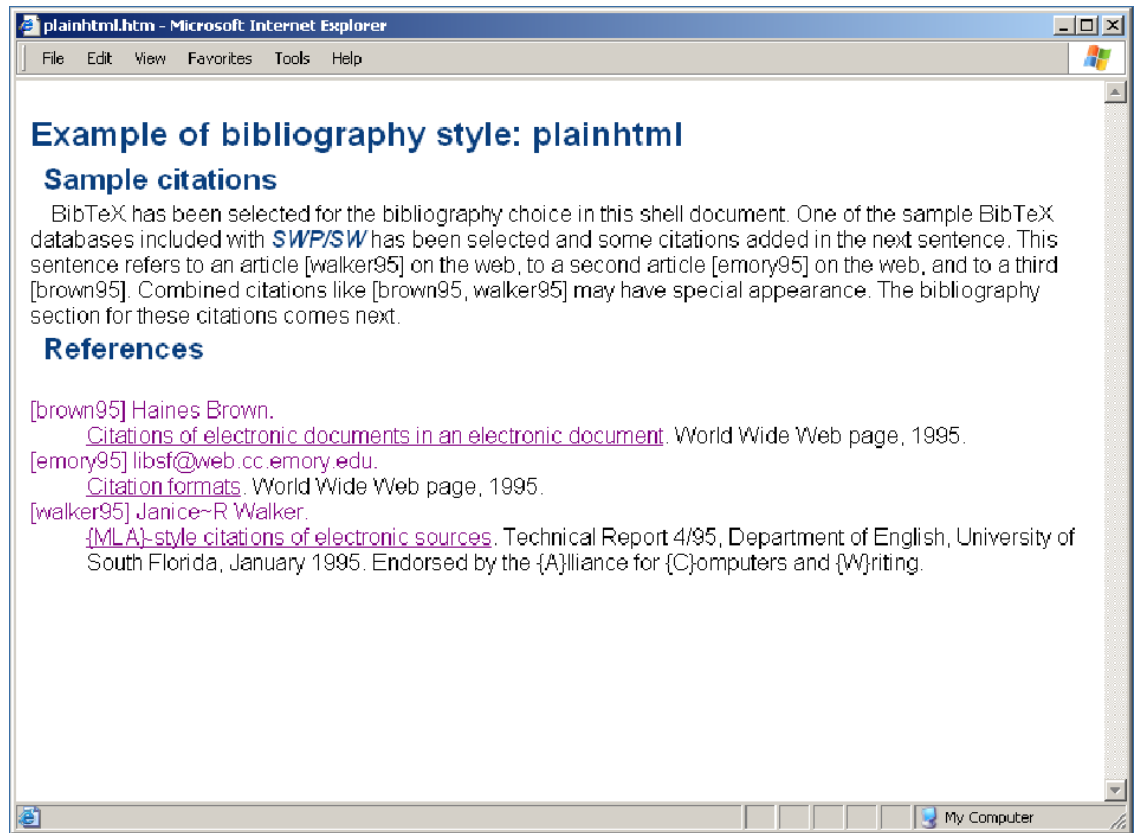 plainhtml.htm - Microsoft Internet Explorer
File Edit View Favorites Tools Help
Example of bibliography style: plainhtml
Sample citations
BibTeX has been selected for the bibliography choice in this shell document. One of the sample BibTeX
databases included with SWP/SW has been selected and some citations added in the next sentence. This
sentence refers to an article [walker95] on the web, to a second article [emory95] on the web, and to a third
[brown95]. Combined citations like [brown95, walker95] may have special appearance. The bibliography
section for these citations comes next.
References
[brown95] Haines Brown.
Citations of electronic documents in an electronic document. World Wide Web page, 1995.
[emory95] libsf@web.cc.emory.edu.
Citation formats. World Wide Web page, 1995.
[walker95] Janice~R Walker.
{MLA}-style citations of electronic sources. Technical Report 4/95, Department of English, University of
South Florida, January 1995. Endorsed by the {A}lliance for {C}omputers and {W}riting.
My Computer